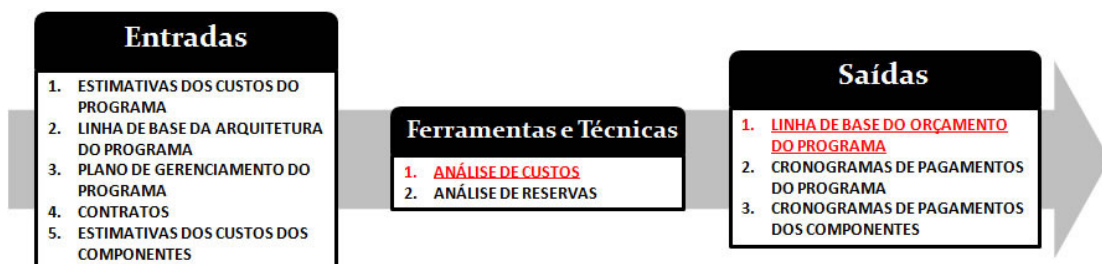 Entradas
1. ESTIMATIVAS DOS CUSTOS DO
PROGRAMA
2. LINHA DE BASE DA ARQUITETURA
DO PROGRAMA
3. PLANO DE GERENCIAMENTO DO
PROGRAMA
4. CONTRATOS
5. ESTIMATIVAS DOS CUSTOS DOS
COMPONENTES
Ferramentas e Técnicas
1. ANÁLISE DE CUSTOS
2. ANÁLISE DE RESERVAS
Saídas
1. LINHA DE BASE DO ORÇAMENTO
DO PROGRAMA
2. CRONOGRAMAS DE PAGAMENTOS
DO PROGRAMA
3. CRONOGRAMAS DE PAGAMENTOS
DOS COMPONENTES